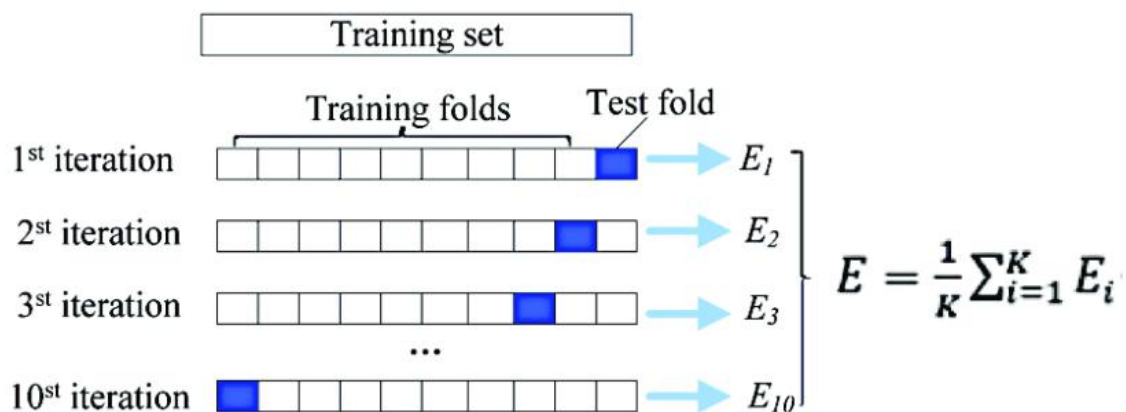 Training set
Training folds
Test fold
1st iteration
E1
2st iteration
E2
3st iteration
E3
...
10st iteration
E10
E = 1/K ∑_{i=1}^{K} E_i